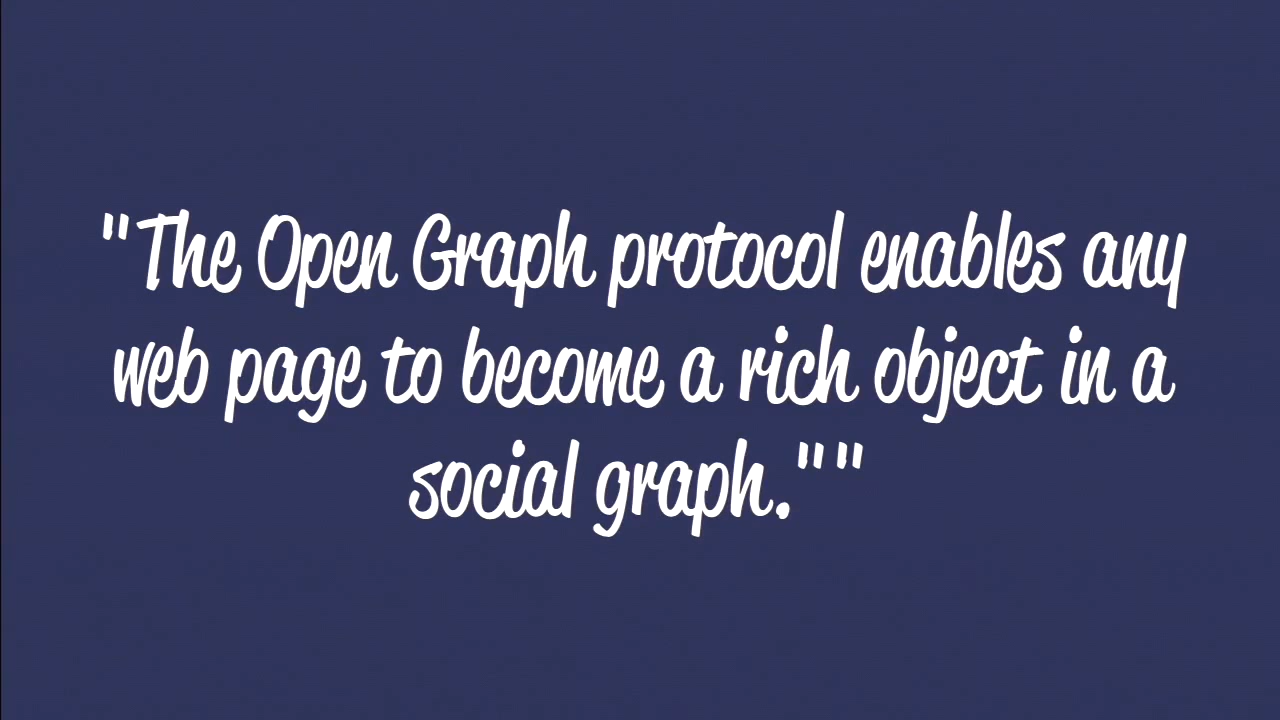 "The Open Graph protocol enables any
web page to become a rich object in a
social graph.""